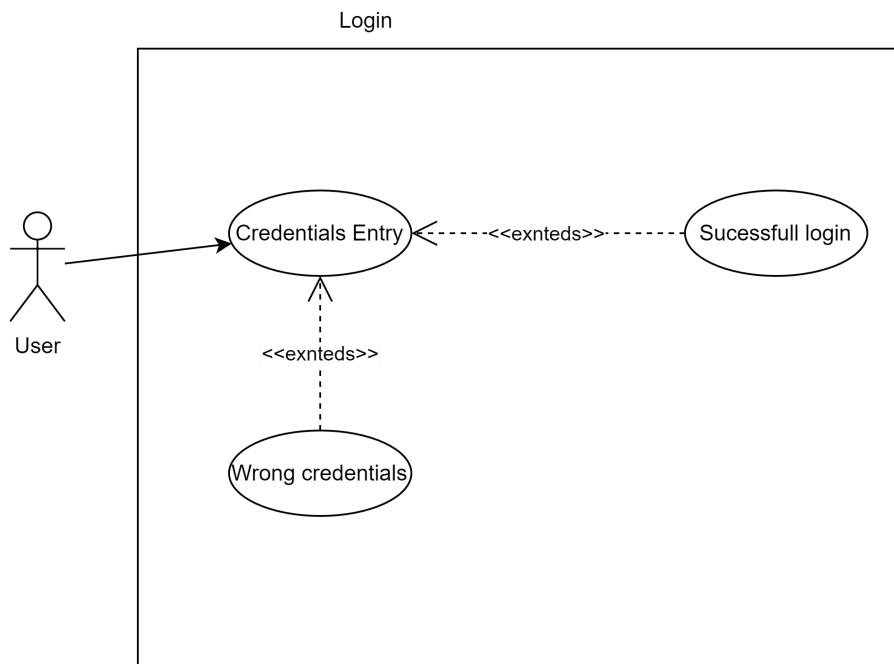 Login
Credentials Entry
<<exnteds>>
Sucessfull login
User
<<exnteds>>
Wrong credentials